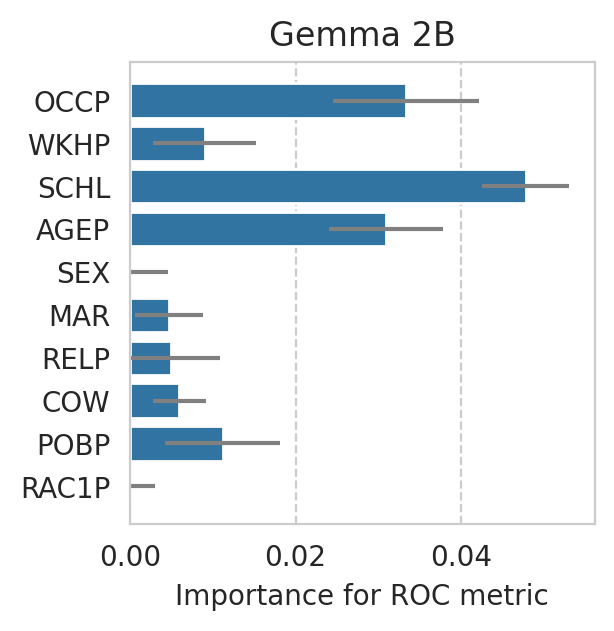 Gemma 2B
OCCP
WKHP
SCHL
AGEP
SEX
MAR
RELP
COW
POBP
RAC1P
0.00 0.02 0.04
Importance for ROC metric